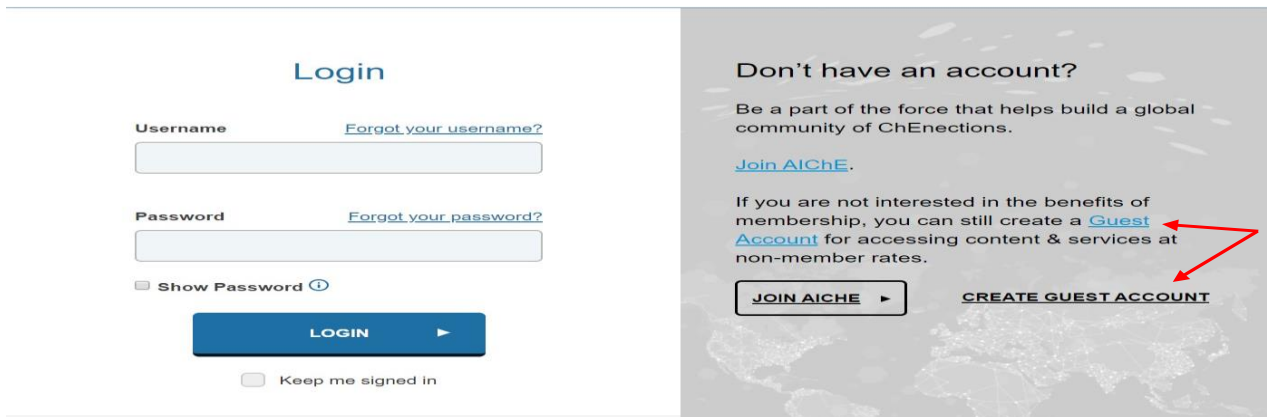 Login
Username
Forgot your username?
Password
Forgot your password?
Show Password
LOGIN
Keep me signed in
Don't have an account?
Be a part of the force that helps build a global
community of ChEnections.
Join AIChE.
If you are not interested in the benefits of
membership, you can still create a Guest
Account for accessing content & services at
non-member rates.
JOIN AICHE
CREATE GUEST ACCOUNT